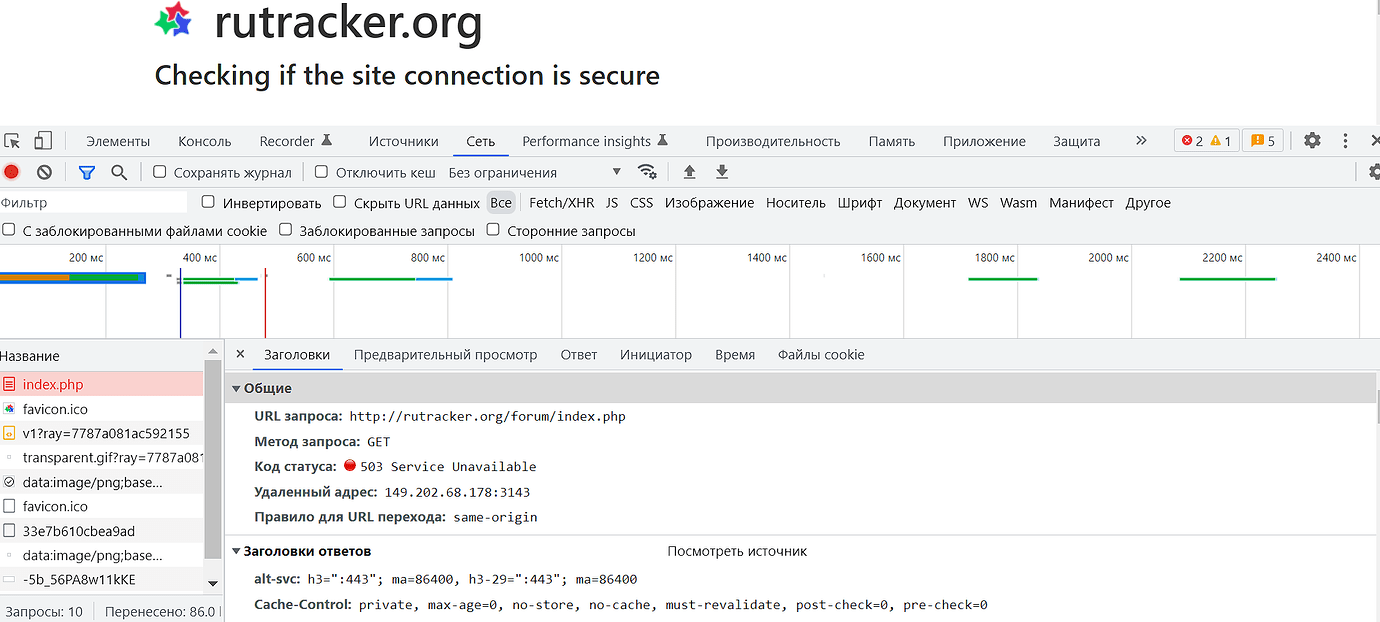 rutracker.org
Checking if the site connection is secure
Элементы Консоль Recorder Источники Сеть Performance insights Производительность Память Приложение Защита 2 1 5
Сохранять журнал Отключить кеш Без ограничения
Фильтр Инвертировать Скрыть URL данных Все Fetch/XHR JS CSS Изображение Носитель Шрифт Документ WS Wasm Манифест Другое
С заблокированными файлами cookie Заблокированные запросы Сторонние запросы
200 мс 400 мс 600 мс 800 мс 1000 мс 1200 мс 1400 мс 1600 мс 1800 мс 2000 мс 2200 мс 2400 мс
Название
index.php
favicon.ico
v1?ray=7787a081ac592155
transparent.gif?ray=7787a081
data:image/png;base...
favicon.ico
33e7b610cbea9ad
data:image/png;base...
-5b_56PA8w11kKE
Запросы: 10 Перенесено: 86.0
Заголовки Предварительный просмотр Ответ Инициатор Время Файлы cookie
Общие
URL запроса: http://rutracker.org/forum/index.php
Метод запроса: GET
Код статуса: 503 Service Unavailable
Удаленный адрес: 149.202.68.178:3143
Правило для URL перехода: same-origin
Заголовки ответов Посмотреть источник
alt-svc: h3=":443"; ma=86400, h3-29=":443"; ma=86400
Cache-Control: private, max-age=0, no-store, no-cache, must-revalidate, post-check=0, pre-check=0